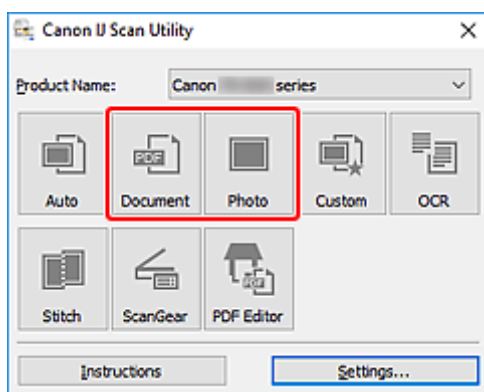 Canon IJ Scan Utility
Product Name: Canon series
Auto Document Photo Custom OCR
Stitch ScanGear PDF Editor
Instructions Settings...